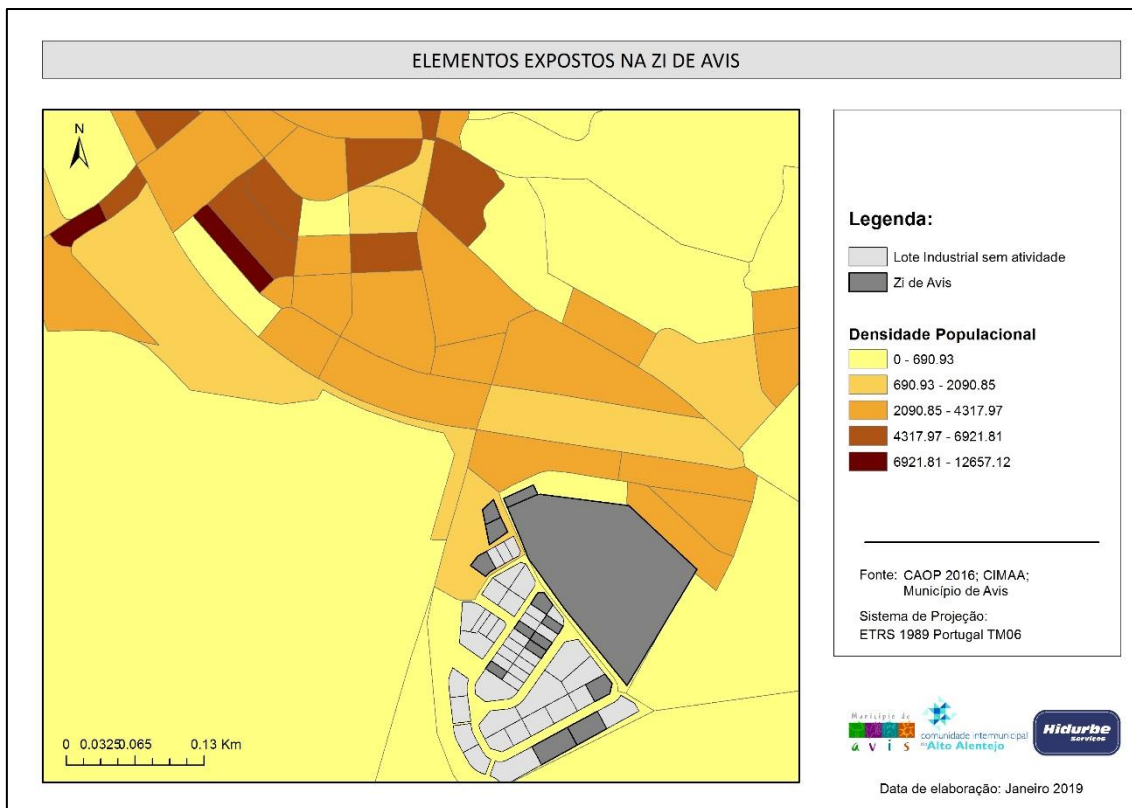 ELEMENTOS EXPOSTOS NA ZI DE AVIS
N
0 0.0325 0.065 0.13 Km
Legenda:
Lote Industrial sem atividade
Zi de Avis
Densidade Populacional
0 - 690.93
690.93 - 2090.85
2090.85 - 4317.97
4317.97 - 6921.81
6921.81 - 12657.12
Fonte: CAOP 2016; CIMAA;
Município de Avis
Sistema de Projeção:
ETRS 1989 Portugal TM06
Município de
avis
comunidade intermunicipal
do Alto Alentejo
Hidurbe
serviços
Data de elaboração: Janeiro 2019